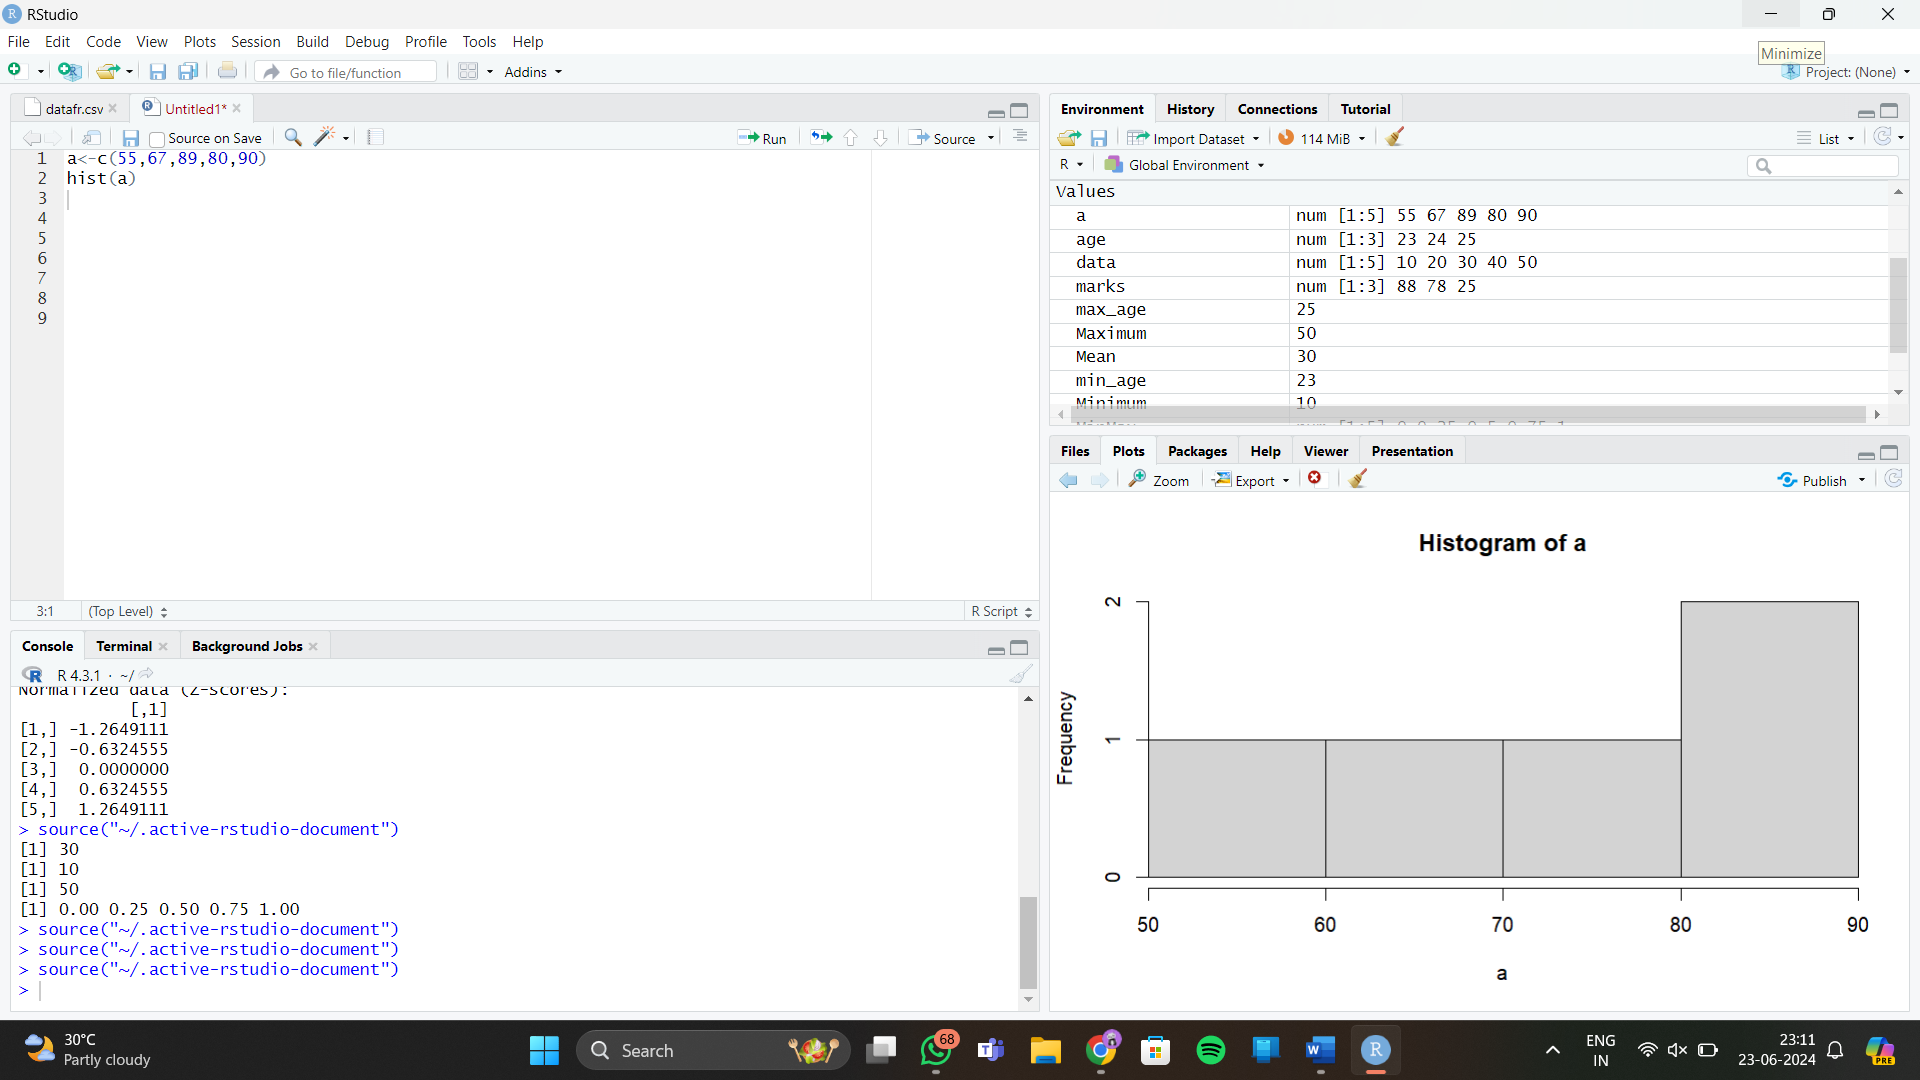 RStudio
File Edit Code View Plots Session Build Debug Profile Tools Help
Minimize
Go to file/function Addins Project: (None)
datafr.csv Untitled1*
Source on Save Run Source
1 a<-c(55,67,89,80,90)
2 hist(a)
3
4
5
6
7
8
9
3:1 (Top Level) R Script
Console Terminal Background Jobs
R 4.3.1 · ~/
Normalized data (Z-scores):
[,1]
[1,] -1.2649111
[2,] -0.6324555
[3,] 0.0000000
[4,] 0.6324555
[5,] 1.2649111
> source("~/.active-rstudio-document")
[1] 30
[1] 10
[1] 50
[1] 0.00 0.25 0.50 0.75 1.00
> source("~/.active-rstudio-document")
> source("~/.active-rstudio-document")
> source("~/.active-rstudio-document")
>
Environment History Connections Tutorial
Import Dataset 114 MiB List
R Global Environment
Values
a num [1:5] 55 67 89 80 90
age num [1:3] 23 24 25
data num [1:5] 10 20 30 40 50
marks num [1:3] 88 78 25
max_age 25
Maximum 50
Mean 30
min_age 23
Minimum 10
Files Plots Packages Help Viewer Presentation
Zoom Export Publish
Histogram of a
Frequency
2
1
0
50 60 70 80 90
a
30°C
Partly cloudy
Search
68
ENG
IN
23:11
23-06-2024
PRE